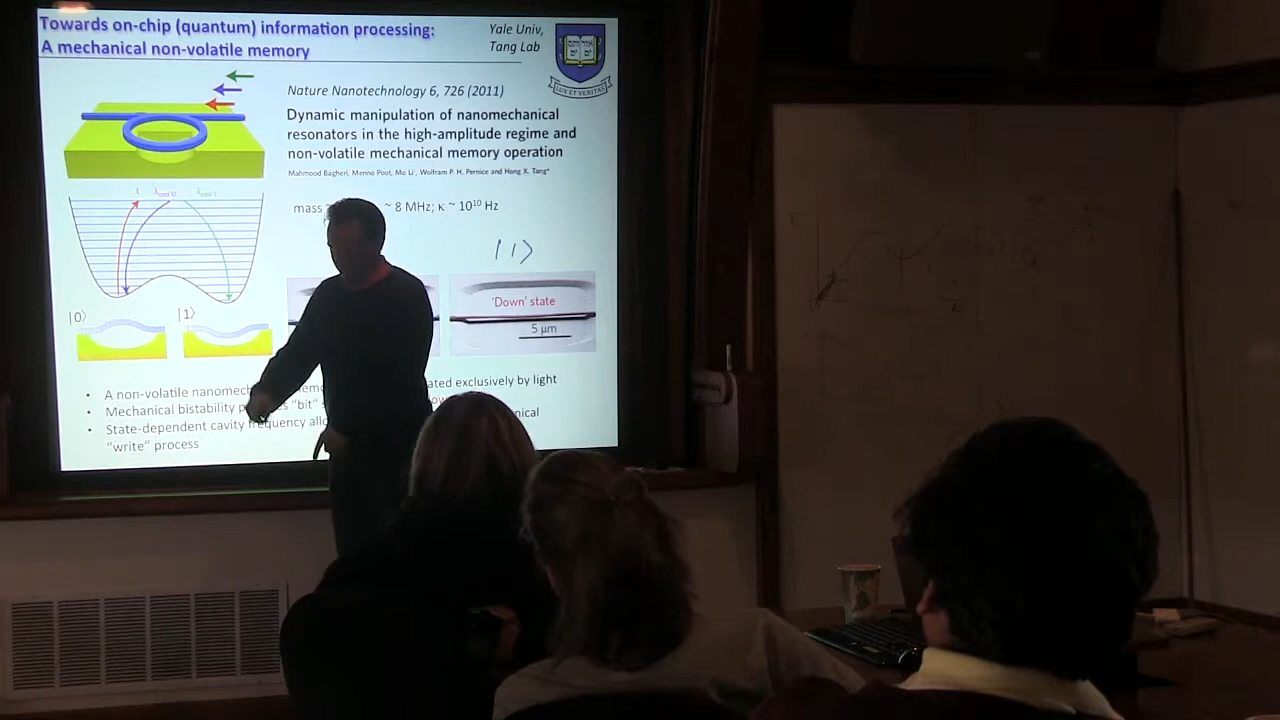 Towards on-chip (quantum) information processing:
A mechanical non-volatile memory
Yale Univ,
Tang Lab
LUX ET VERITAS
Nature Nanotechnology 6, 726 (2011)
Dynamic manipulation of nanomechanical
resonators in the high-amplitude regime and
non-volatile mechanical memory operation
Mahmood Bagheri, Menno Poot, Mo Li, Wolfram P. H. Pernice and Hong X. Tang*
mass ~ 8 MHz; κ ~ 10¹⁰ Hz
λ
|1⟩
|0⟩ |1⟩
'Down' state
5 µm
• A non-volatile nanomech ated exclusively by light
• Mechanical bistability "bit"
• State-dependent cavity frequency
"write" process